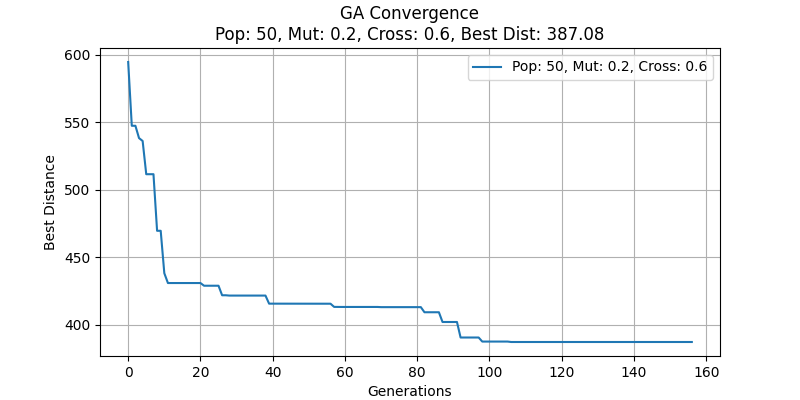 GA Convergence
Pop: 50, Mut: 0.2, Cross: 0.6, Best Dist: 387.08
Pop: 50, Mut: 0.2, Cross: 0.6
600
550
500
450
400
Best Distance
0 20 40 60 80 100 120 140 160
Generations